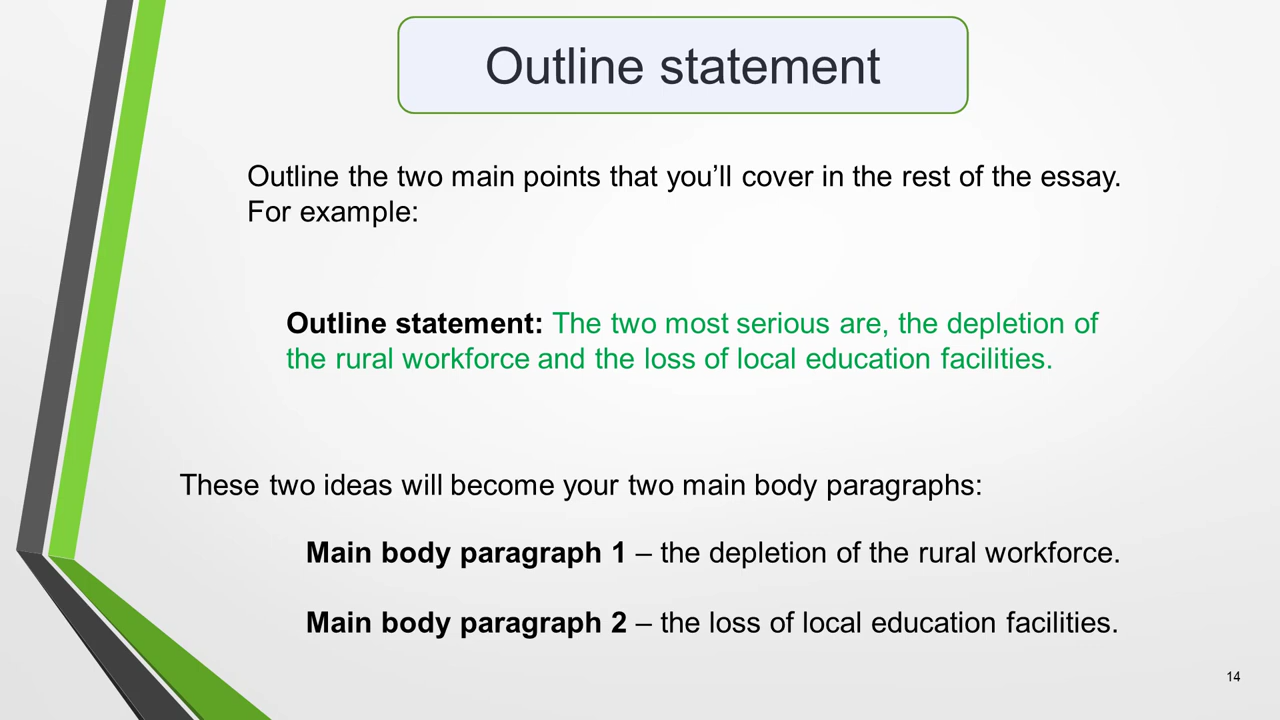 Outline statement
Outline the two main points that you’ll cover in the rest of the essay.
For example:
Outline statement: The two most serious are, the depletion of
the rural workforce and the loss of local education facilities.
These two ideas will become your two main body paragraphs:
Main body paragraph 1 – the depletion of the rural workforce.
Main body paragraph 2 – the loss of local education facilities.
14